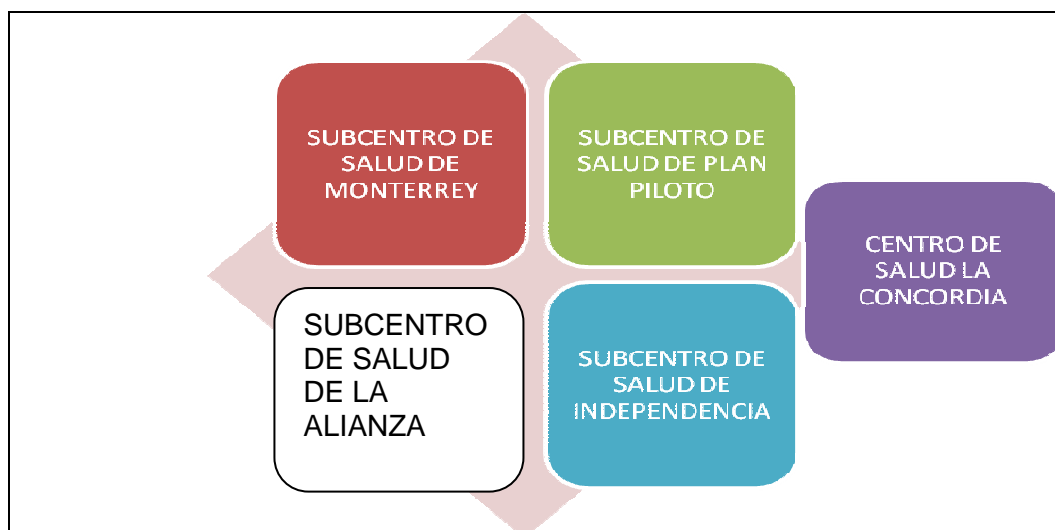 SUBCENTRO DE
SALUD DE
MONTERREY
SUBCENTRO DE
SALUD DE PLAN
PILOTO
CENTRO DE
SALUD LA
CONCORDIA
SUBCENTRO
DE SALUD
DE LA
ALIANZA
SUBCENTRO DE
SALUD DE
INDEPENDENCIA